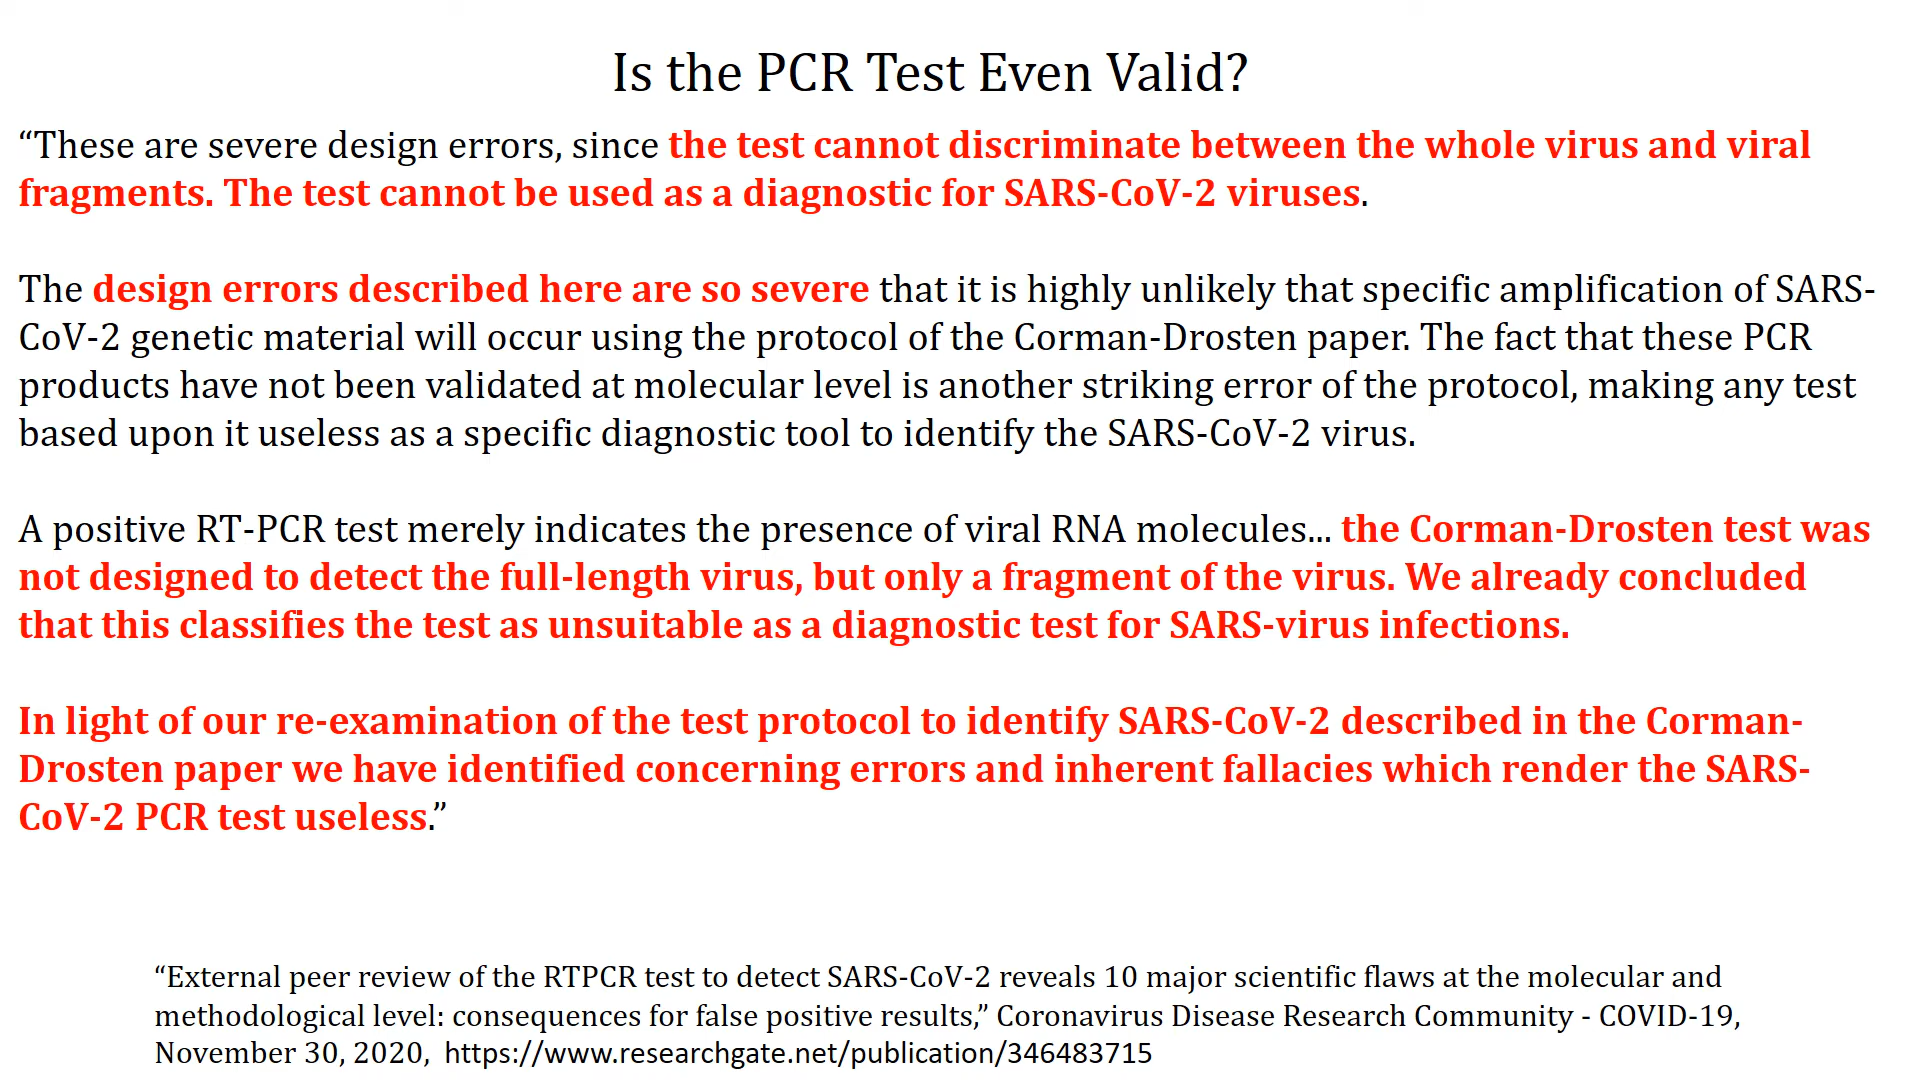 Is the PCR Test Even Valid?
“These are severe design errors, since the test cannot discriminate between the whole virus and viral
fragments. The test cannot be used as a diagnostic for SARS-CoV-2 viruses.
The design errors described here are so severe that it is highly unlikely that specific amplification of SARS-
CoV-2 genetic material will occur using the protocol of the Corman-Drosten paper. The fact that these PCR
products have not been validated at molecular level is another striking error of the protocol, making any test
based upon it useless as a specific diagnostic tool to identify the SARS-CoV-2 virus.
A positive RT-PCR test merely indicates the presence of viral RNA molecules... the Corman-Drosten test was
not designed to detect the full-length virus, but only a fragment of the virus. We already concluded
that this classifies the test as unsuitable as a diagnostic test for SARS-virus infections.
In light of our re-examination of the test protocol to identify SARS-CoV-2 described in the Corman-
Drosten paper we have identified concerning errors and inherent fallacies which render the SARS-
CoV-2 PCR test useless.”
“External peer review of the RTPCR test to detect SARS-CoV-2 reveals 10 major scientific flaws at the molecular and
methodological level: consequences for false positive results,” Coronavirus Disease Research Community - COVID-19,
November 30, 2020, https://www.researchgate.net/publication/346483715